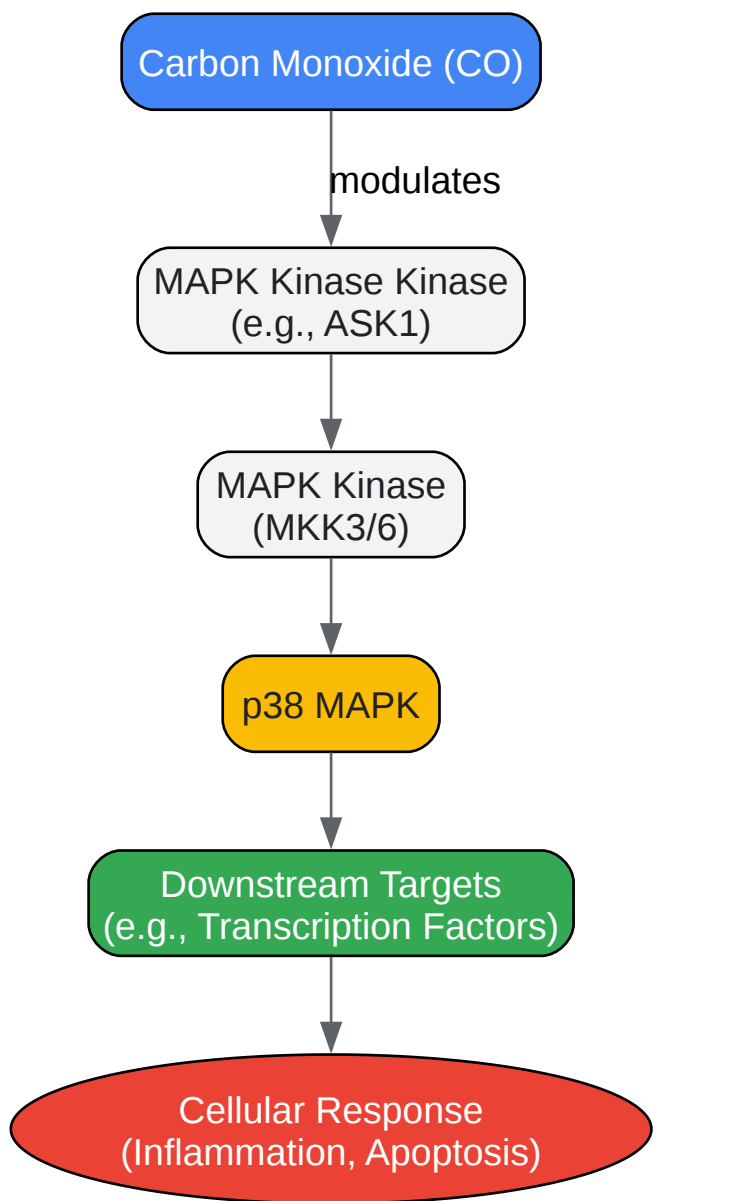 Carbon Monoxide (CO)
modulates
MAPK Kinase Kinase
(e.g., ASK1)
MAPK Kinase
(MKK3/6)
p38 MAPK
Downstream Targets
(e.g., Transcription Factors)
Cellular Response
(Inflammation, Apoptosis)